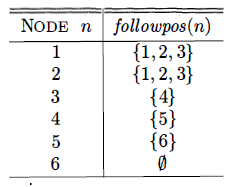 NODE n followpos(n)
1 {1, 2, 3}
2 {1, 2, 3}
3 {4}
4 {5}
5 {6}
6 ∅